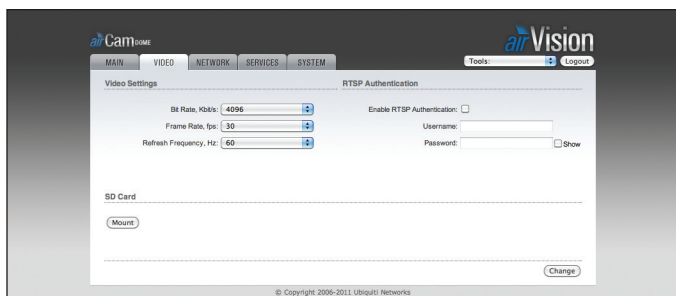 airCam DOME
airVision
MAIN VIDEO NETWORK SERVICES SYSTEM
Tools: Logout
Video Settings
RTSP Authentication
Bit Rate, Kbit/s: 4096
Enable RTSP Authentication:
Frame Rate, fps: 30
Username:
Refresh Frequency, Hz: 60
Password: Show
SD Card
Mount
Change
© Copyright 2006-2011 Ubiquiti Networks